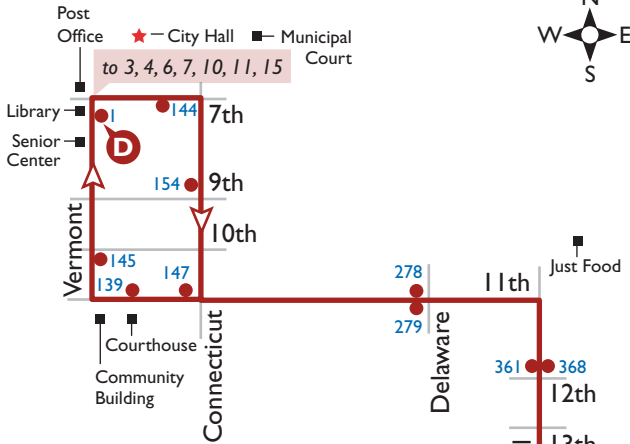 Post
Office
City Hall
Municipal
Court
N
W
E
S
to 3, 4, 6, 7, 10, 11, 15
Library
1
144
7th
D
Senior
Center
154
9th
10th
Vermont
145
139
147
278
279
11th
Just Food
Courthouse
Community
Building
Connecticut
Delaware
361
368
12th
13th